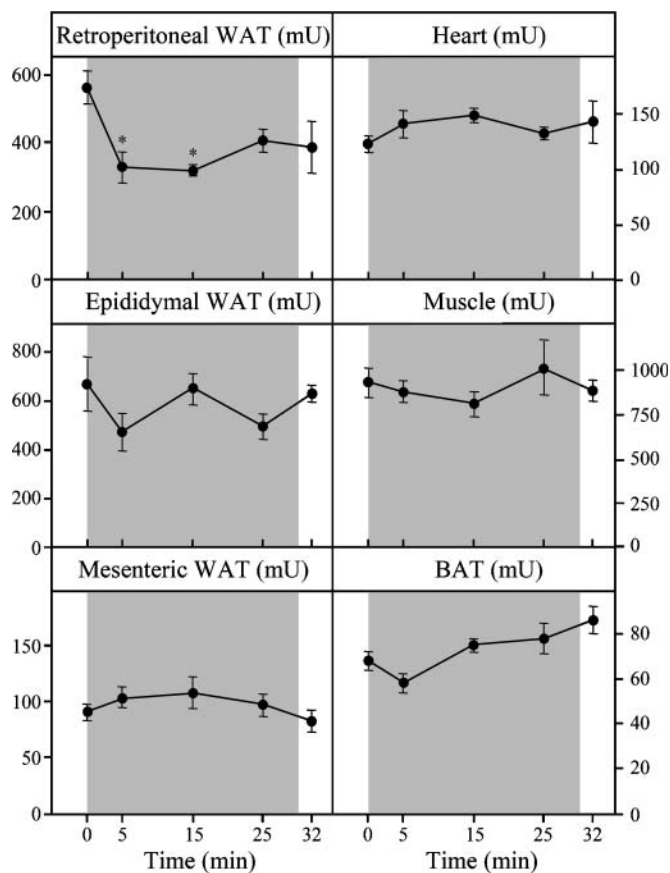 Retroperitoneal WAT (mU)
Heart (mU)
600
400
200
0
*
*
150
100
50
0
Epididymal WAT (mU)
Muscle (mU)
800
600
400
200
0
1000
750
500
250
0
Mesenteric WAT (mU)
BAT (mU)
150
100
50
0
80
60
40
20
0
0 5 15 25 32
0 5 15 25 32
Time (min)
Time (min)